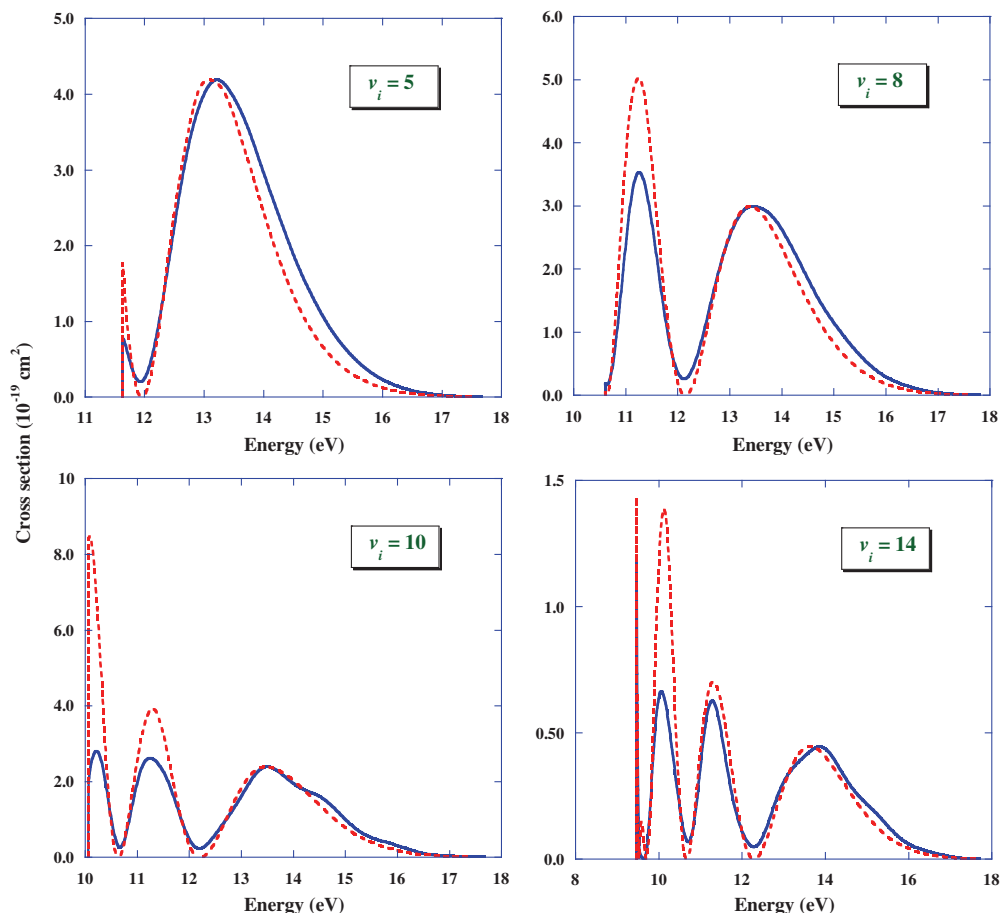 5.0
4.0
3.0
2.0
1.0
0.0
11 12 13 14 15 16 17 18
Energy (eV)
v_i = 5
6.0
5.0
4.0
3.0
2.0
1.0
0.0
10 11 12 13 14 15 16 17 18
Energy (eV)
v_i = 8
Cross section (10^-19 cm^2)
10
8.0
6.0
4.0
2.0
0.0
10 11 12 13 14 15 16 17 18
Energy (eV)
v_i = 10
1.5
1.0
0.50
0.0
8 10 12 14 16 18
Energy (eV)
v_i = 14